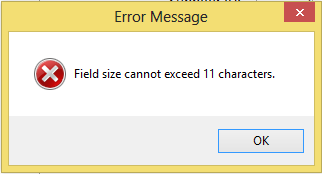 Error Message
Field size cannot exceed 11 characters.
OK